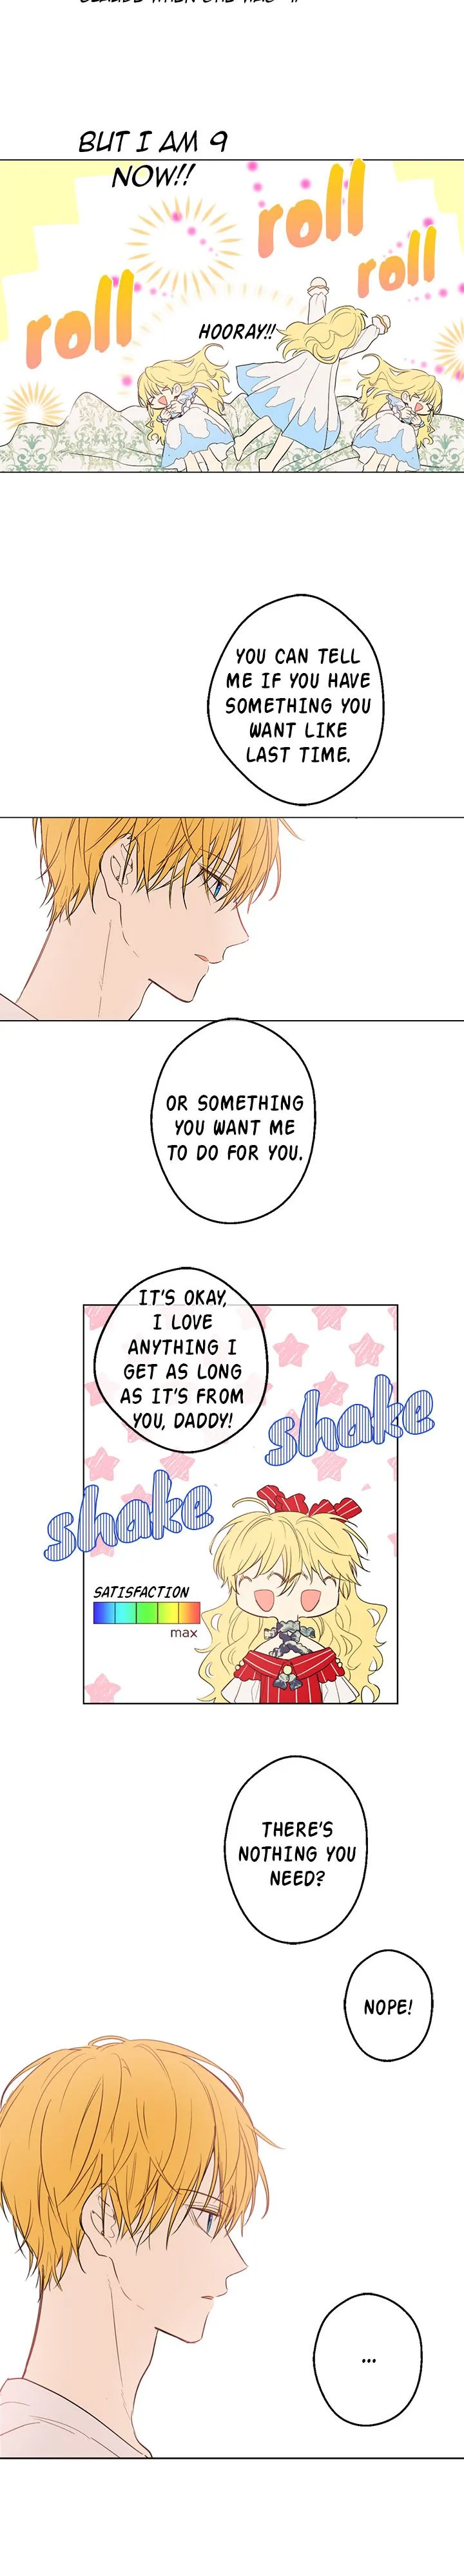 BUT I AM 9
NOW!!
roll
roll
roll
HOORAY!!
YOU CAN TELL
ME IF YOU HAVE
SOMETHING YOU
WANT LIKE
LAST TIME.
OR SOMETHING
YOU WANT ME
TO DO FOR YOU.
IT'S OKAY,
I LOVE
ANYTHING I
GET AS LONG
AS IT'S FROM
YOU, DADDY!
shake
shake
SATISFACTION
max
THERE'S
NOTHING YOU
NEED?
NOPE!
...